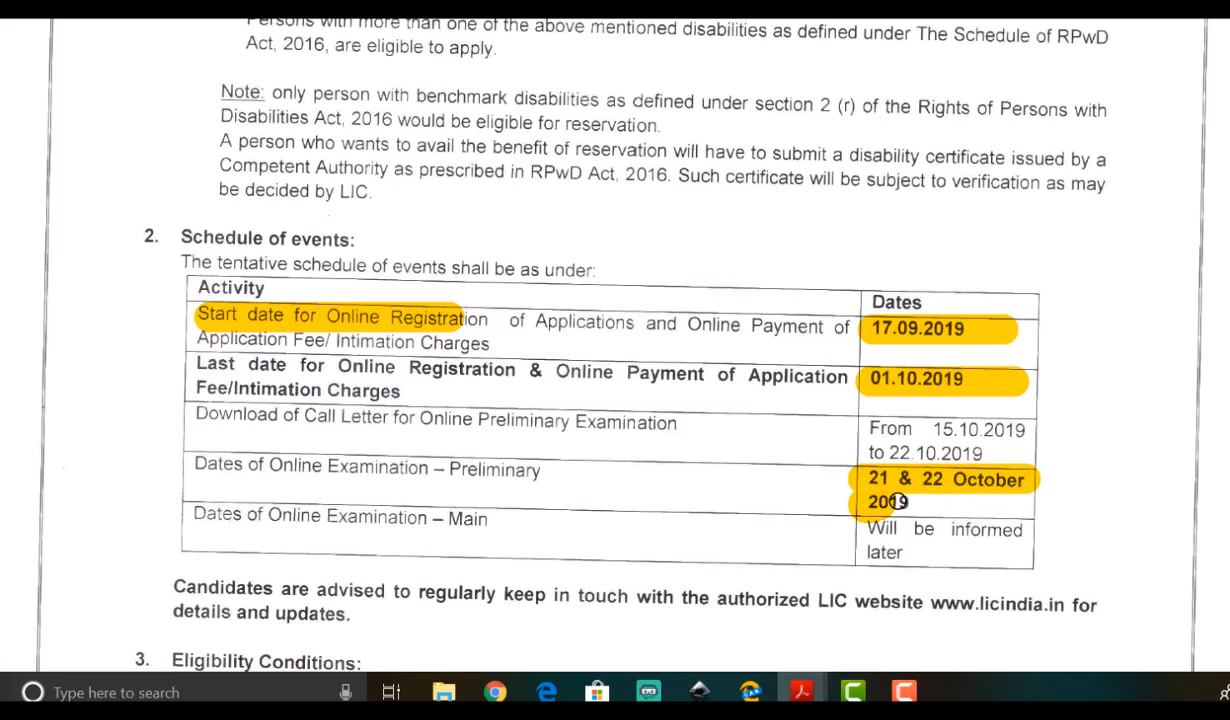 Persons with more than one of the above mentioned disabilities as defined under The Schedule of RPwD
Act, 2016, are eligible to apply.
Note: only person with benchmark disabilities as defined under section 2 (r) of the Rights of Persons with
Disabilities Act, 2016 would be eligible for reservation.
A person who wants to avail the benefit of reservation will have to submit a disability certificate issued by a
Competent Authority as prescribed in RPwD Act, 2016. Such certificate will be subject to verification as may
be decided by LIC.
2. Schedule of events:
The tentative schedule of events shall be as under:
Activity
Dates
Start date for Online Registration of Applications and Online Payment of
Application Fee/ Intimation Charges
17.09.2019
Last date for Online Registration & Online Payment of Application
Fee/Intimation Charges
01.10.2019
Download of Call Letter for Online Preliminary Examination
From 15.10.2019
to 22.10.2019
Dates of Online Examination – Preliminary
21 & 22 October
2019
Dates of Online Examination – Main
Will be informed
later
Candidates are advised to regularly keep in touch with the authorized LIC website www.licindia.in for
details and updates.
3. Eligibility Conditions:
Type here to search